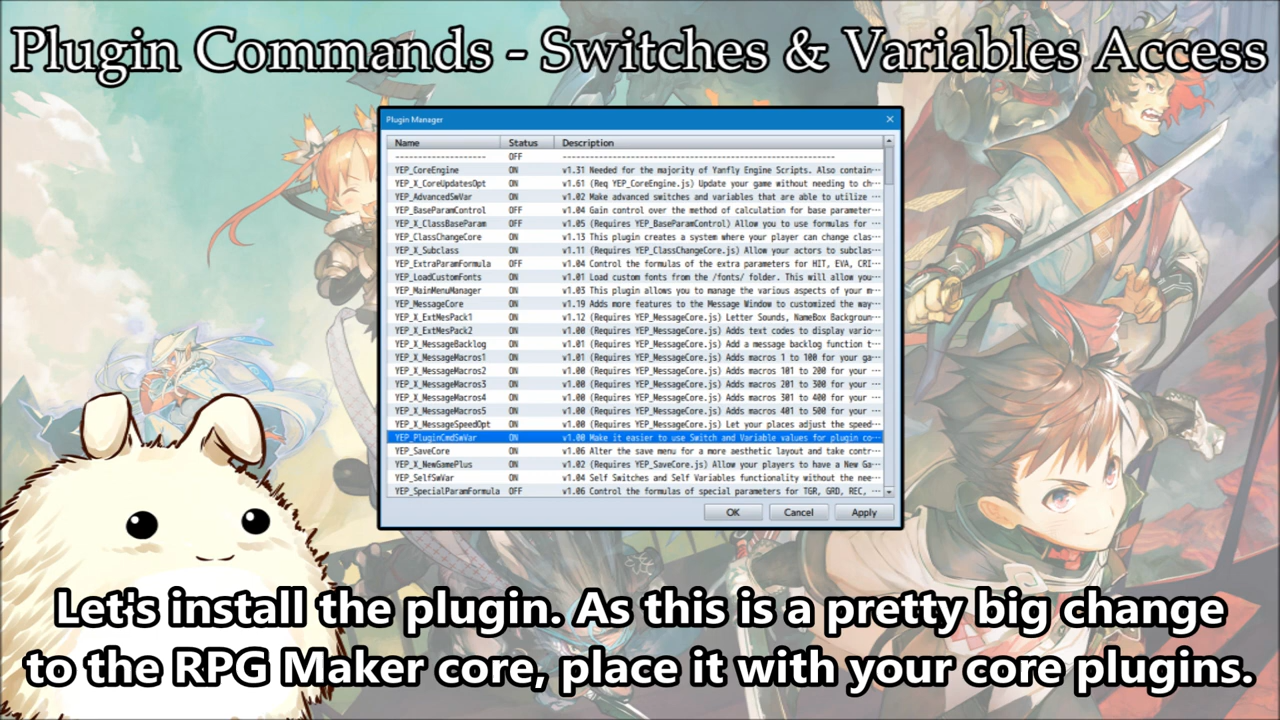 Plugin Commands - Switches & Variables Access
Plugin Manager
Name Status Description
-------------------- OFF ------------------------------------------------------------
YEP_CoreEngine ON v1.31 Needed for the majority of Yanfly Engine Scripts. Also contain···
YEP_X_CoreUpdatesOpt ON v1.61 (Req YEP_CoreEngine.js) Update your game without needing to ch···
YEP_AdvancedSwVar ON v1.02 Make advanced switches and variables that are able to utilize ···
YEP_BaseParamControl OFF v1.04 Gain control over the method of calculation for base parameter···
YEP_X_ClassBaseParam OFF v1.05 (Requires YEP_BaseParamControl) Allow you to use formulas for ···
YEP_ClassChangeCore ON v1.13 This plugin creates a system where your player can change clas···
YEP_X_Subclass ON v1.11 (Requires YEP_ClassChangeCore.js) Allow your actors to subclas···
YEP_ExtraParamFormula OFF v1.04 Control the formulas of the extra parameters for HIT, EVA, CRI···
YEP_LoadCustomFonts ON v1.01 Load custom fonts from the /fonts/ folder. This will allow you···
YEP_MainMenuManager ON v1.03 This plugin allows you to manage the various aspects of your m···
YEP_MessageCore ON v1.19 Adds more features to the Message Window to customized the way···
YEP_X_ExtMesPack1 ON v1.12 (Requires YEP_MessageCore.js) Letter Sounds, NameBox Backgroun···
YEP_X_ExtMesPack2 ON v1.00 (Requires YEP_MessageCore.js) Adds text codes to display vario···
YEP_X_MessageBacklog ON v1.01 (Requires YEP_MessageCore.js) Add a message backlog function t···
YEP_X_MessageMacros1 ON v1.01 (Requires YEP_MessageCore.js) Adds macros 1 to 100 for your ga···
YEP_X_MessageMacros2 ON v1.00 (Requires YEP_MessageCore.js) Adds macros 101 to 200 for your ···
YEP_X_MessageMacros3 ON v1.00 (Requires YEP_MessageCore.js) Adds macros 201 to 300 for your ···
YEP_X_MessageMacros4 ON v1.00 (Requires YEP_MessageCore.js) Adds macros 301 to 400 for your ···
YEP_X_MessageMacros5 ON v1.00 (Requires YEP_MessageCore.js) Adds macros 401 to 500 for your ···
YEP_X_MessageSpeedOpt ON v1.00 (Requires YEP_MessageCore.js) Let your places adjust the speed···
YEP_PluginCmdSwVar ON v1.00 Make it easier to use Switch and Variable values for plugin co···
YEP_SaveCore ON v1.06 Alter the save menu for a more aesthetic layout and take contr···
YEP_X_NewGamePlus ON v1.02 (Requires YEP_SaveCore.js) Allow your players to have a New Ga···
YEP_SelfSwVar ON v1.04 Self Switches and Self Variables functionality without the nee···
YEP_SpecialParamFormula OFF v1.06 Control the formulas of special parameters for TGR, GRD, REC, ···
OK Cancel Apply
Let's install the plugin. As this is a pretty big change
to the RPG Maker core, place it with your core plugins.